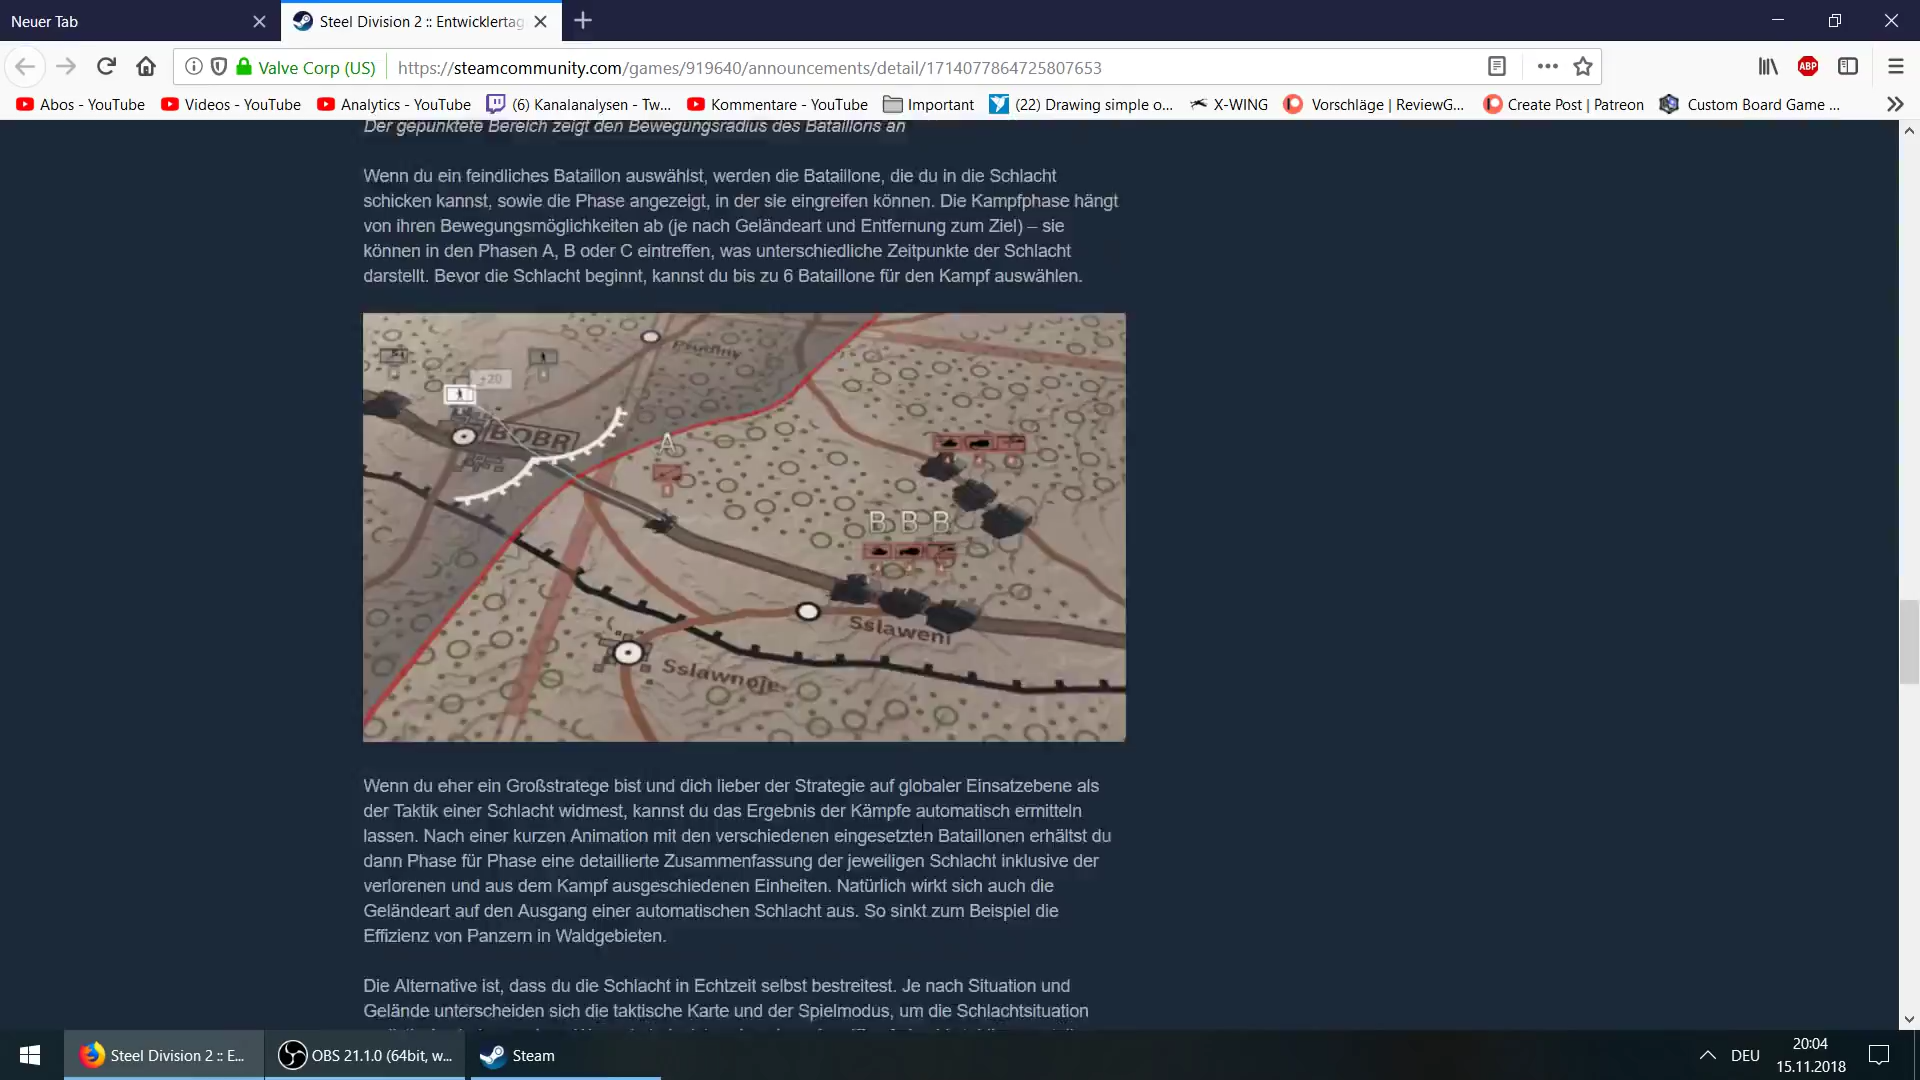 Neuer Tab
Steel Division 2 :: Entwicklertag
Valve Corp (US)
https://steamcommunity.com/games/919640/announcements/detail/1714077864725807653
ABP
Abos - YouTube
Videos - YouTube
Analytics - YouTube
(6) Kanalanalysen - Tw...
Kommentare - YouTube
Important
(22) Drawing simple o...
X-WING
Vorschläge | ReviewG...
Create Post | Patreon
Custom Board Game ...
Der gepunktete Bereich zeigt den Bewegungsradius des Bataillons an
Wenn du ein feindliches Bataillon auswählst, werden die Bataillone, die du in die Schlacht
schicken kannst, sowie die Phase angezeigt, in der sie eingreifen können. Die Kampfphase hängt
von ihren Bewegungsmöglichkeiten ab (je nach Geländeart und Entfernung zum Ziel) – sie
können in den Phasen A, B oder C eintreffen, was unterschiedliche Zeitpunkte der Schlacht
darstellt. Bevor die Schlacht beginnt, kannst du bis zu 6 Bataillone für den Kampf auswählen.
+20
BOBR
A
B B B
Sslaweni
Sslawnoje
Wenn du eher ein Großstratege bist und dich lieber der Strategie auf globaler Einsatzebene als
der Taktik einer Schlacht widmest, kannst du das Ergebnis der Kämpfe automatisch ermitteln
lassen. Nach einer kurzen Animation mit den verschiedenen eingesetzten Bataillonen erhältst du
dann Phase für Phase eine detaillierte Zusammenfassung der jeweiligen Schlacht inklusive der
verlorenen und aus dem Kampf ausgeschiedenen Einheiten. Natürlich wirkt sich auch die
Geländeart auf den Ausgang einer automatischen Schlacht aus. So sinkt zum Beispiel die
Effizienz von Panzern in Waldgebieten.
Die Alternative ist, dass du die Schlacht in Echtzeit selbst bestreitest. Je nach Situation und
Gelände unterscheiden sich die taktische Karte und der Spielmodus, um die Schlachtsituation
Steel Division 2 :: E...
OBS 21.1.0 (64bit, w...
Steam
DEU
20:04
15.11.2018